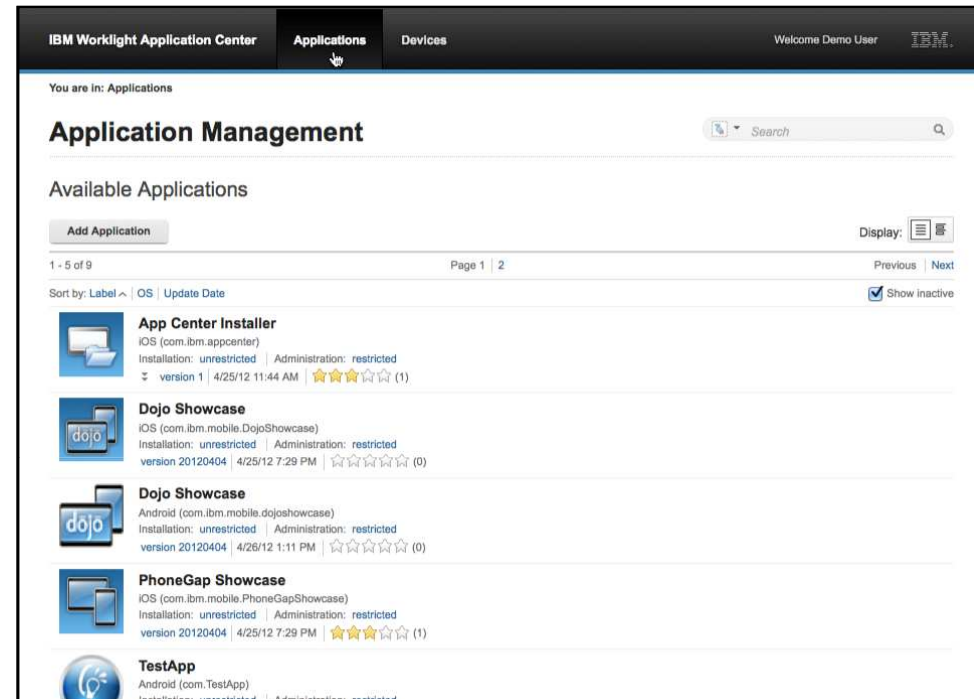 IBM Worklight Application Center Applications Devices Welcome Demo User IBM.
You are in: Applications
Application Management
Search
Available Applications
Add Application
Display:
1 - 5 of 9 Page 1 | 2 Previous | Next
Sort by: Label | OS | Update Date Show inactive
App Center Installer
iOS (com.ibm.appcenter)
Installation: unrestricted | Administration: restricted
version 1 | 4/25/12 11:44 AM | (1)
dojo
Dojo Showcase
iOS (com.ibm.mobile.DojoShowcase)
Installation: unrestricted | Administration: restricted
version 20120404 | 4/25/12 7:29 PM | (0)
dojo
Dojo Showcase
Android (com.ibm.mobile.dojoshowcase)
Installation: unrestricted | Administration: restricted
version 20120404 | 4/26/12 1:11 PM | (0)
PhoneGap Showcase
iOS (com.ibm.mobile.PhoneGapShowcase)
Installation: unrestricted | Administration: restricted
version 20120404 | 4/25/12 7:29 PM | (1)
TestApp
Android (com.TestApp)
Installation: unrestricted | Administration: restricted